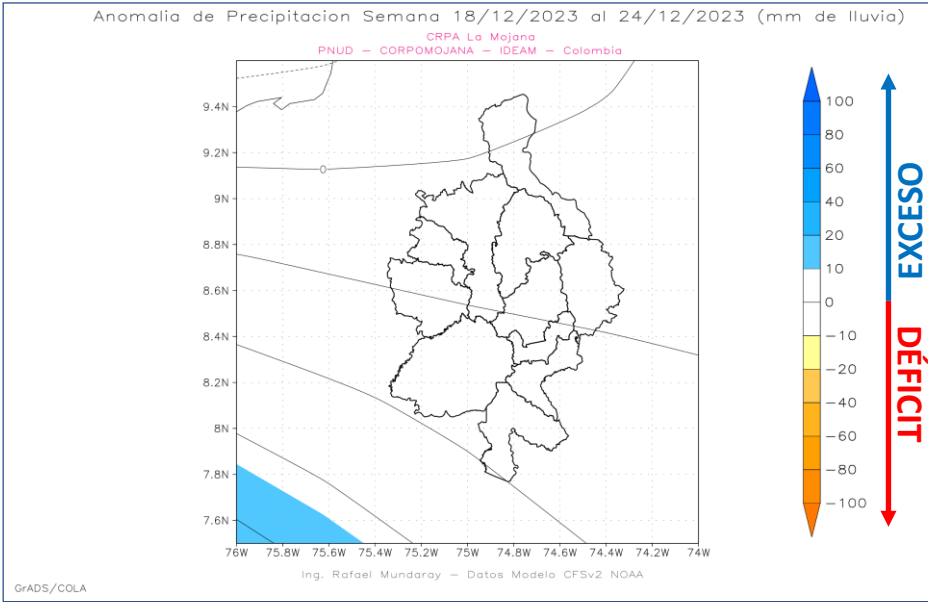 Anomalia de Precipitacion Semana 18/12/2023 al 24/12/2023 (mm de lluvia)
CRPA La Mojana
PNUD – CORPOMOJANA – IDEAM – Colombia
9.4N
9.2N
9N
8.8N
8.6N
8.4N
8.2N
8N
7.8N
7.6N
0
76W 75.8W 75.6W 75.4W 75.2W 75W 74.8W 74.6W 74.4W 74.2W 74W
100
80
60
40
20
10
0
−10
−20
−40
−60
−80
−100
EXCESO
DÉFICIT
Ing. Rafael Mundaray – Datos Modelo CFSv2 NOAA
GrADS/COLA